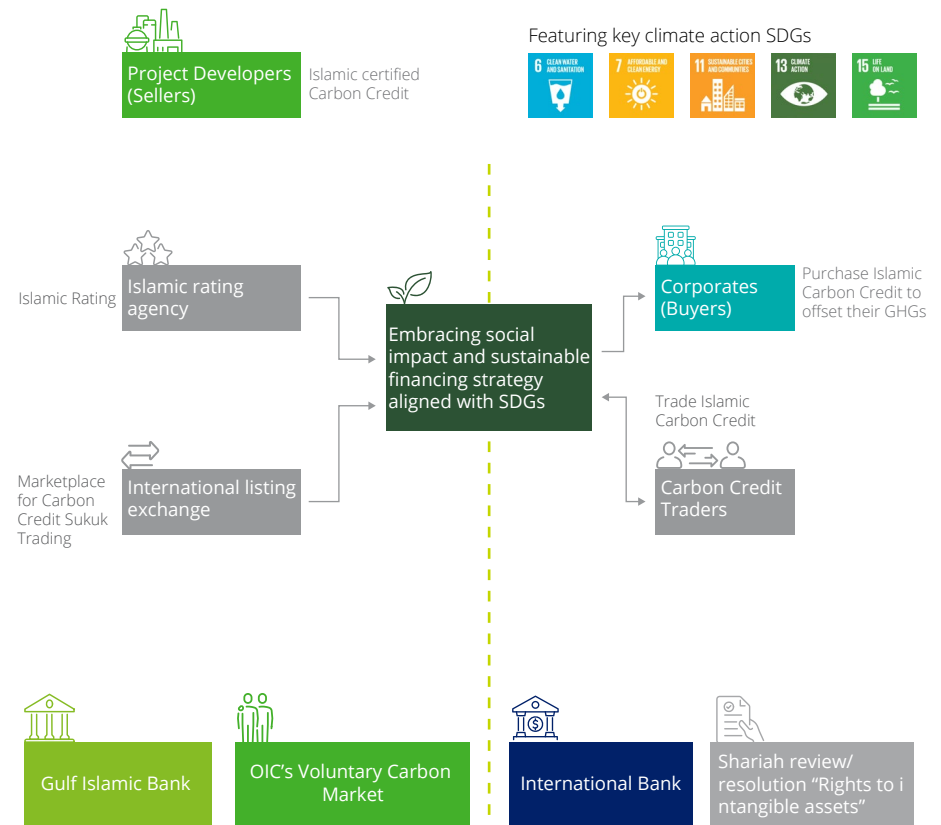 Project Developers
(Sellers)
Islamic certified
Carbon Credit
Featuring key climate action SDGs
6 CLEAN WATER
AND SANITATION
7 AFFORDABLE AND
CLEAN ENERGY
11 SUSTAINABLE CITIES
AND COMMUNITIES
13 CLIMATE
ACTION
15 LIFE
ON LAND
Islamic Rating
Islamic rating
agency
Embracing social
impact and sustainable
financing strategy
aligned with SDGs
Corporates
(Buyers)
Purchase Islamic
Carbon Credit to
offset their GHGs
Marketplace
for Carbon
Credit Sukuk
Trading
International listing
exchange
Trade Islamic
Carbon Credit
Carbon Credit
Traders
Gulf Islamic Bank
OIC's Voluntary Carbon
Market
$
International Bank
Shariah review/
resolution “Rights to i
ntangible assets”